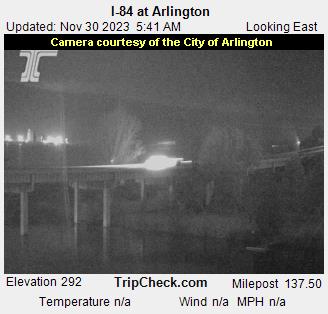 I-84 at Arlington
Updated: Nov 30 2023 5:41 AM Looking East
Camera courtesy of the City of Arlington
Elevation 292 TripCheck.com Milepost 137.50
Temperature n/a Wind n/a MPH n/a